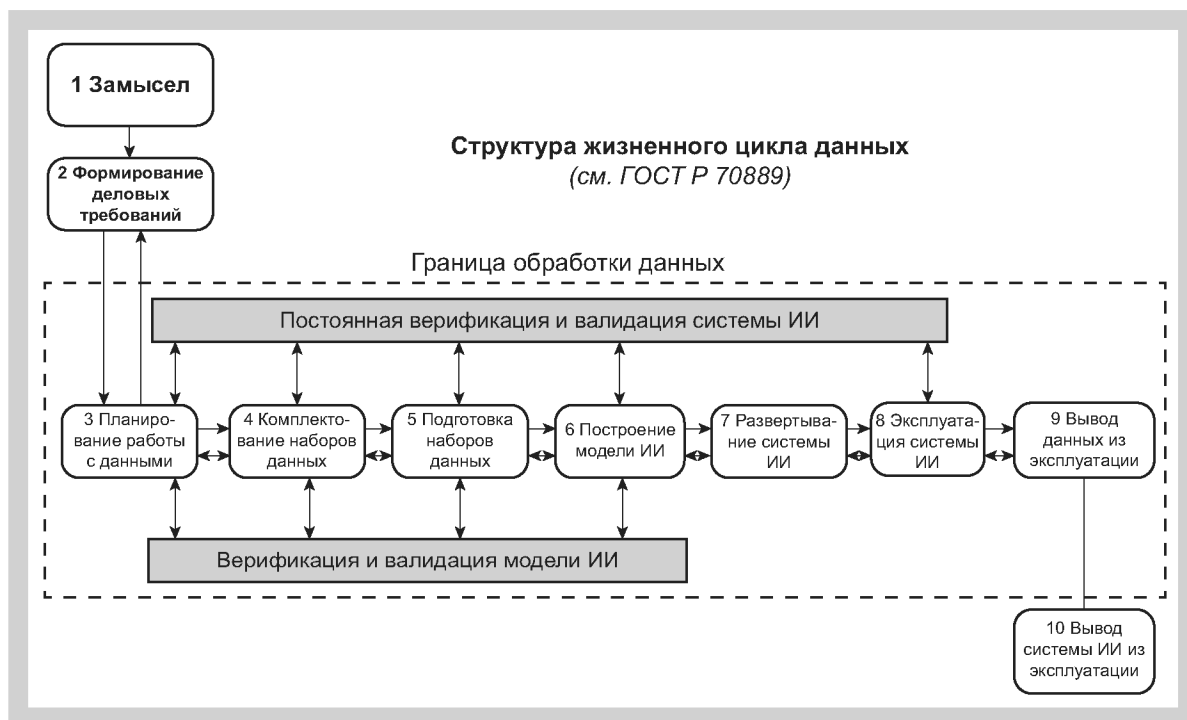 1 Замысел
Структура жизненного цикла данных
(см. ГОСТ Р 70889)
2 Формирование
деловых
требований
Граница обработки данных
Постоянная верификация и валидация системы ИИ
3 Планиро-
вание работы
с данными
4 Комплекто-
вание наборов
данных
5 Подготовка
наборов
данных
6 Построение
модели ИИ
7 Развертыва-
ние системы
ИИ
8 Эксплуата-
ация системы
ИИ
9 Вывод
данных из
эксплуатации
Верификация и валидация модели ИИ
10 Вывод
системы ИИ из
эксплуатации